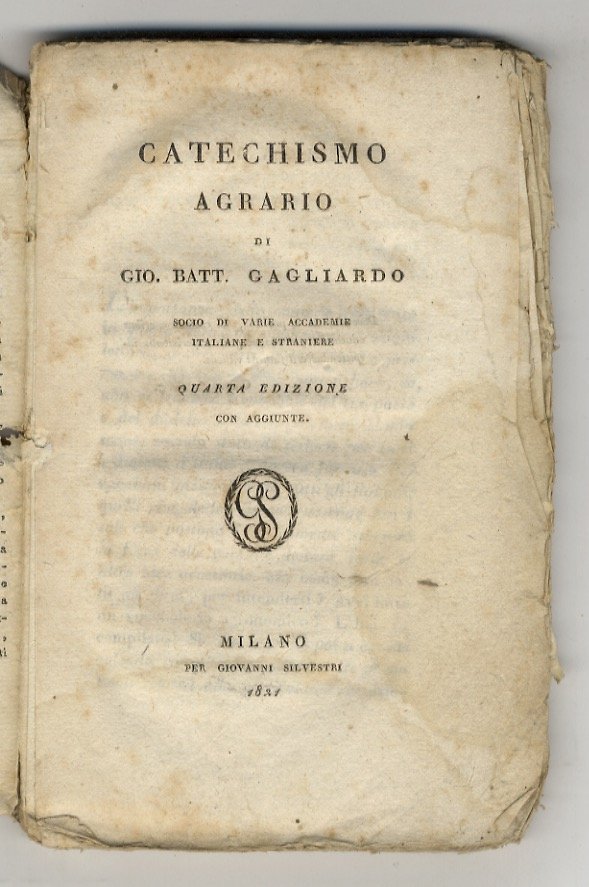 CATECHISMO
AGRARIO
DI
GIO. BATT. GAGLIARDO
SOCIO DI VARIE ACCADEMIE
ITALIANE E STRANIERE
QUARTA EDIZIONE
CON AGGIUNTE.
GS
MILANO
PER GIOVANNI SILVESTRI
1821